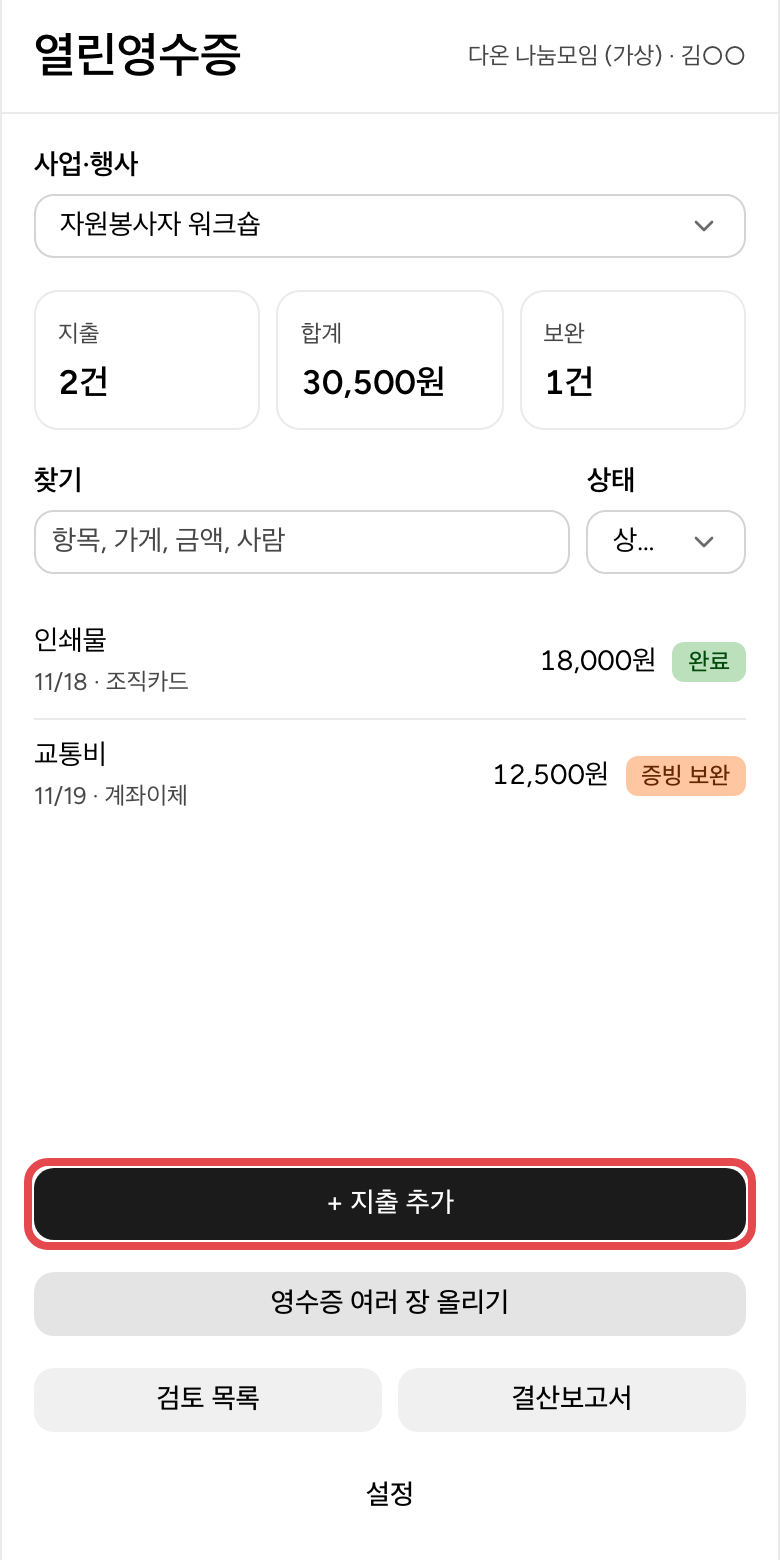 열린영수증
다온 나눔모임 (가상) · 김○○
사업·행사
자원봉사자 워크숍
지출
2건
합계
30,500원
보완
1건
찾기
상태
항목, 가게, 금액, 사람
상...
인쇄물
11/18 · 조직카드
18,000원
완료
교통비
11/19 · 계좌이체
12,500원
증빙 보완
+ 지출 추가
영수증 여러 장 올리기
검토 목록
결산보고서
설정